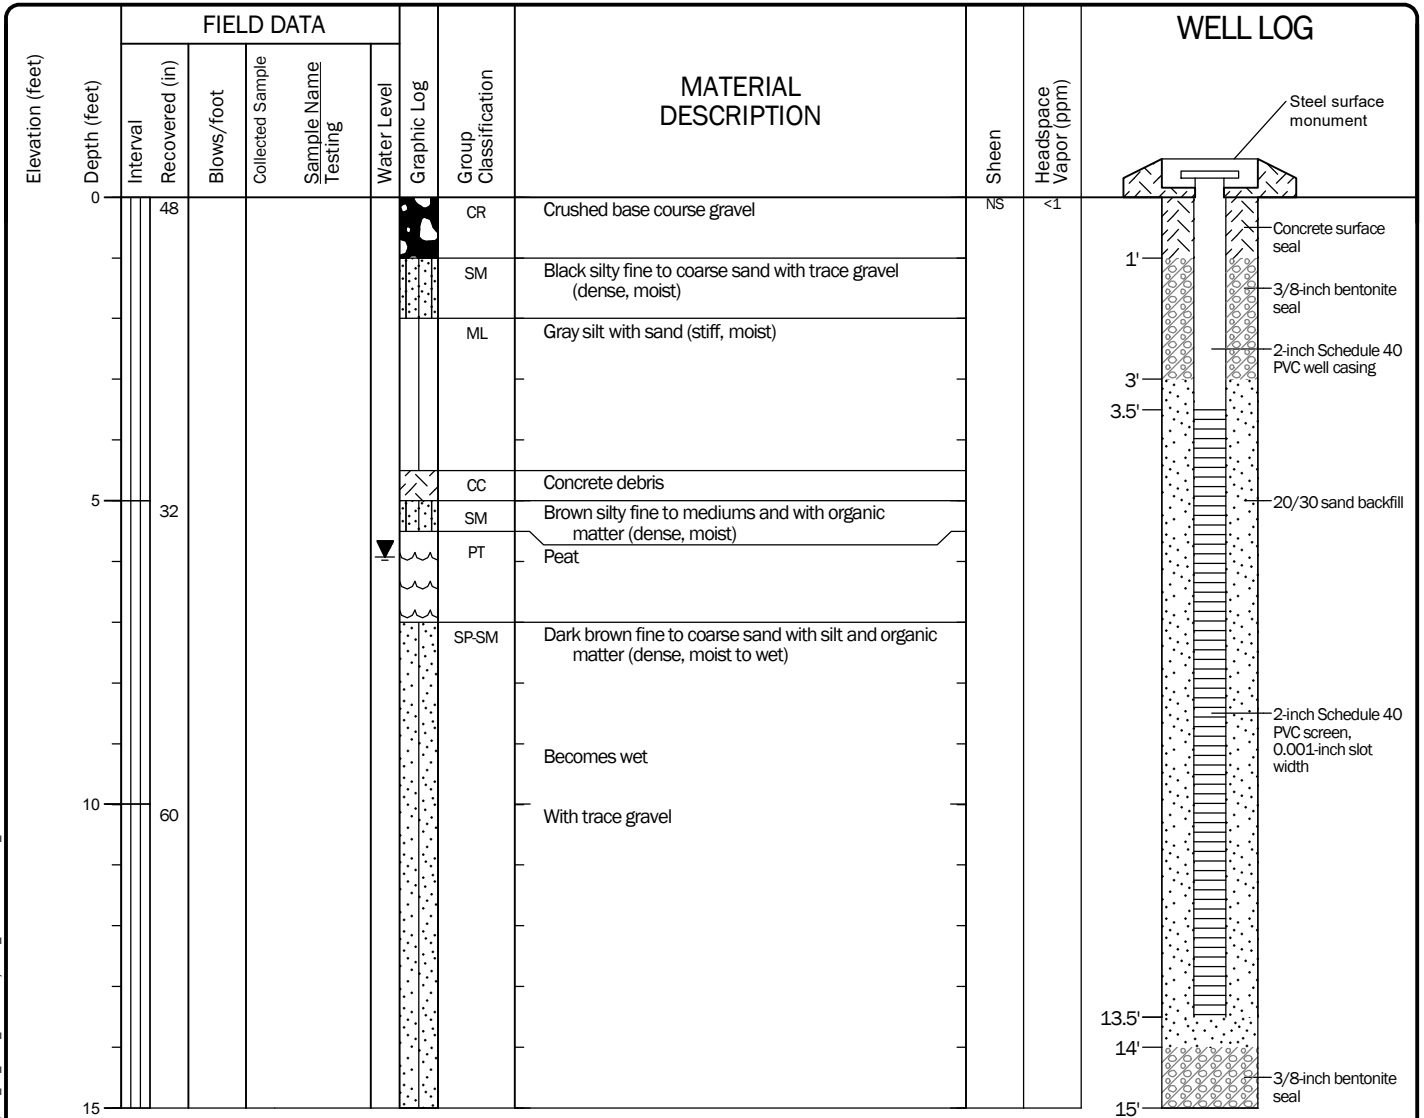 FIELD DATA
WELL LOG
Elevation (feet)
Depth (feet)
Interval
Recovered (in)
Blows/foot
Collected Sample
Sample Name
Testing
Water Level
Graphic Log
Group
Classification
MATERIAL
DESCRIPTION
Sheen
Headspace
Vapor (ppm)
Steel surface
monument
0
48
CR
Crushed base course gravel
NS
<1
Concrete surface
seal
1'
SM
Black silty fine to coarse sand with trace gravel
(dense, moist)
3/8-inch bentonite
seal
ML
Gray silt with sand (stiff, moist)
2-inch Schedule 40
PVC well casing
3'
3.5'
CC
Concrete debris
5
32
SM
Brown silty fine to mediums and with organic
matter (dense, moist)
20/30 sand backfill
PT
Peat
SP-SM
Dark brown fine to coarse sand with silt and organic
matter (dense, moist to wet)
2-inch Schedule 40
PVC screen,
0.001-inch slot
width
Becomes wet
10
60
With trace gravel
13.5'
14'
3/8-inch bentonite
seal
15
15'